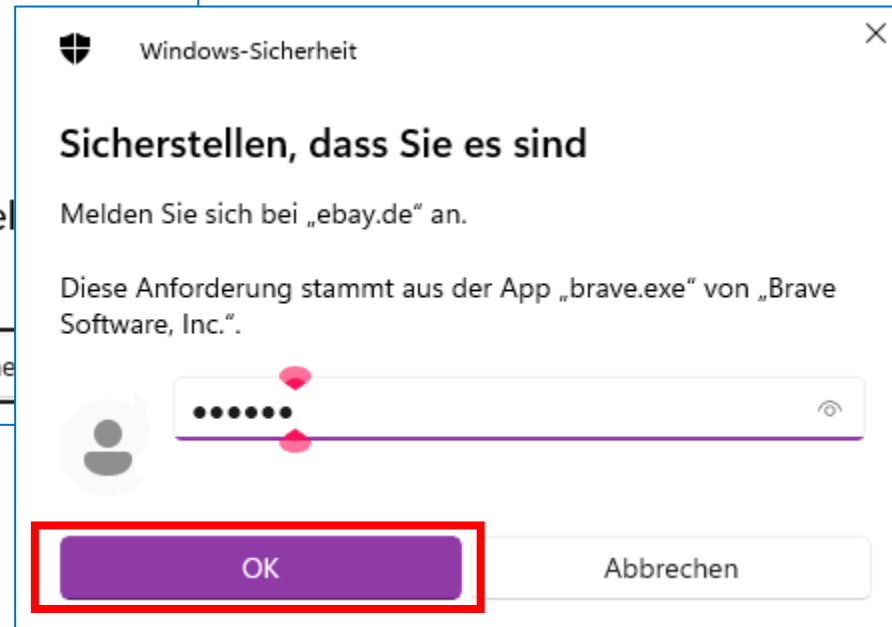 Windows-Sicherheit
Sicherstellen, dass Sie es sind
Melden Sie sich bei „ebay.de“ an.
Diese Anforderung stammt aus der App „brave.exe“ von „Brave
Software, Inc.“.
••••••
OK
Abbrechen